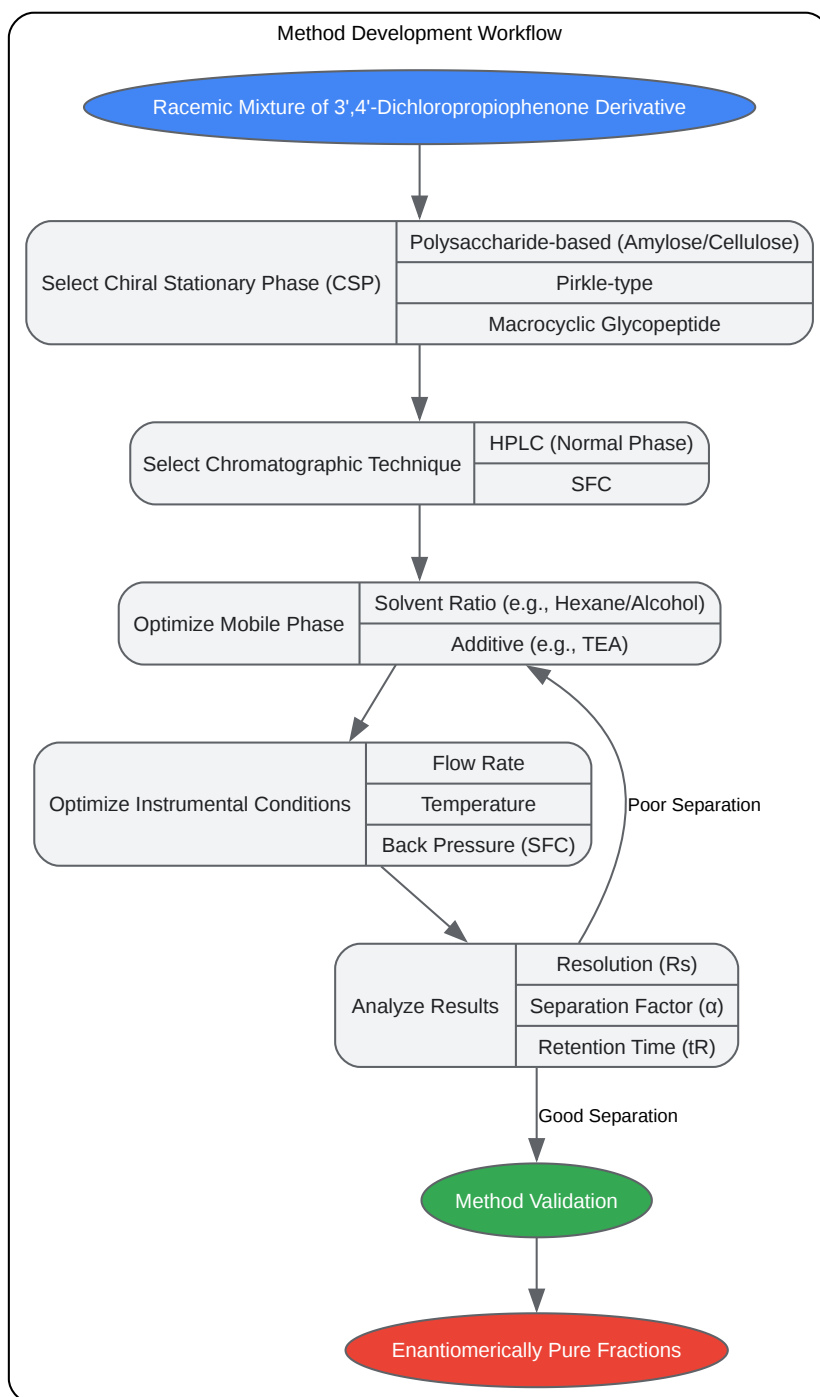 Method Development Workflow
Racemic Mixture of 3',4'-Dichloropropiophenone Derivative
Select Chiral Stationary Phase (CSP)
Polysaccharide-based (Amylose/Cellulose)
Pirkle-type
Macrocyclic Glycopeptide
Select Chromatographic Technique
HPLC (Normal Phase)
SFC
Optimize Mobile Phase
Solvent Ratio (e.g., Hexane/Alcohol)
Additive (e.g., TEA)
Optimize Instrumental Conditions
Flow Rate
Temperature
Back Pressure (SFC)
Poor Separation
Analyze Results
Resolution (Rs)
Separation Factor (α)
Retention Time (tR)
Good Separation
Method Validation
Enantiomerically Pure Fractions